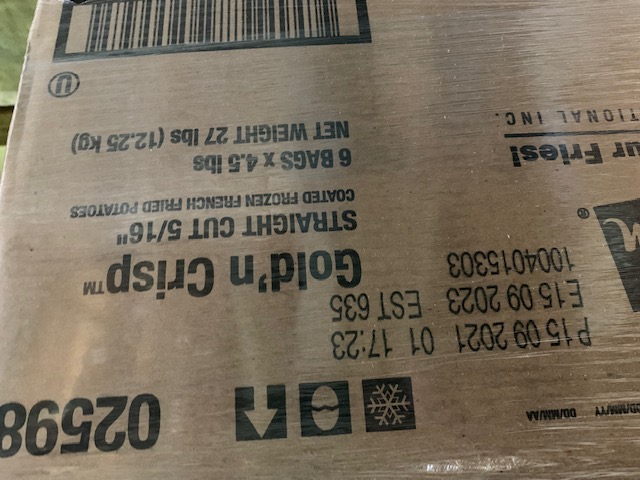 02598
DD/MM/AA
P15 09 2021 01 17:23
E15 09 2023 EST 635
1004015303
Gold'n Crisp™
STRAIGHT CUT 5/16"
COATED FROZEN FRENCH FRIED POTATOES
6 BAGS x 4.5 lbs
NET WEIGHT 27 lbs (12.25 kg)
®
ur Fries!
TIONAL INC.
U